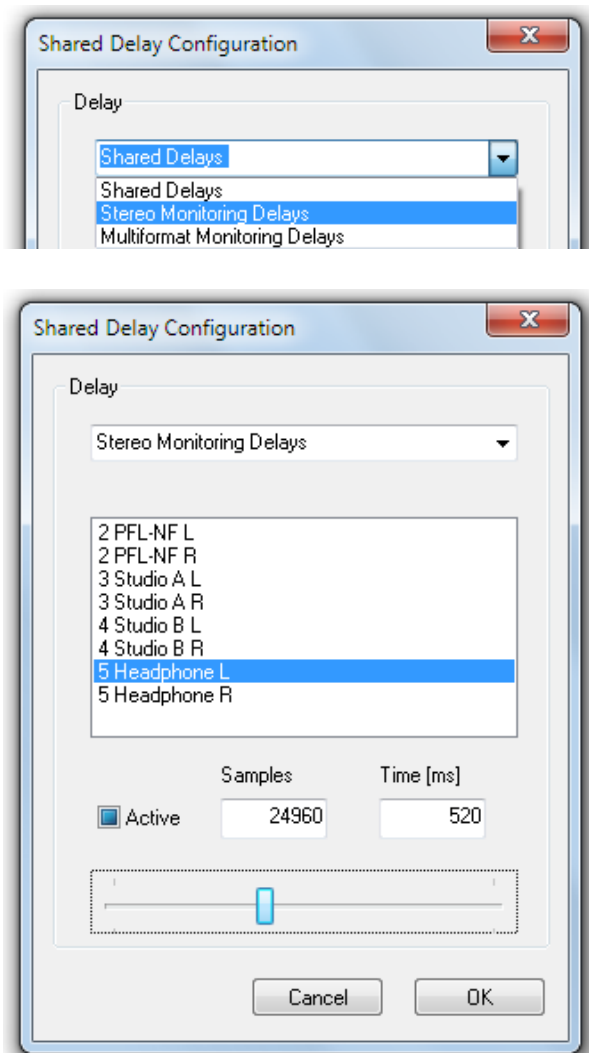 Shared Delay Configuration
Delay
Shared Delays
Shared Delays
Stereo Monitoring Delays
Multiformat Monitoring Delays
Shared Delay Configuration
Delay
Stereo Monitoring Delays
2 PFL-NF L
2 PFL-NF R
3 Studio A L
3 Studio A R
4 Studio B L
4 Studio B R
5 Headphone L
5 Headphone R
Samples Time [ms]
Active 24960 520
Cancel OK